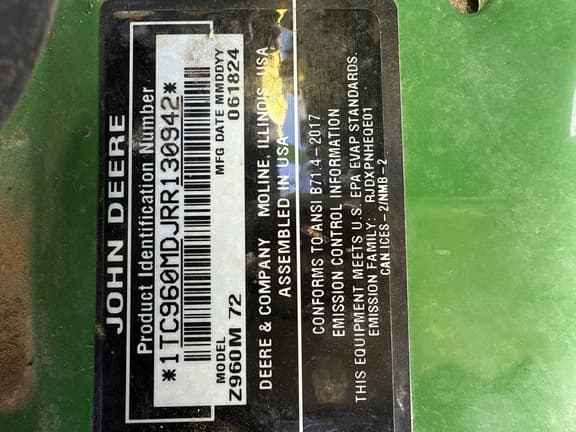 JOHN DEERE
Product Identification Number
*1TC960MDJRR130942*
MODEL MFG DATE MMDDYY
Z960M 72 061824
DEERE & COMPANY MOLINE, ILLINOIS USA
ASSEMBLED IN USA
CONFORMS TO ANSI B71.4-2017
EMISSION CONTROL INFORMATION
THIS EQUIPMENT MEETS U.S. EPA EVAP STANDARDS.
EMISSION FAMILY: RJDXPNHEQE01
CAN ICES-2/NMB-2